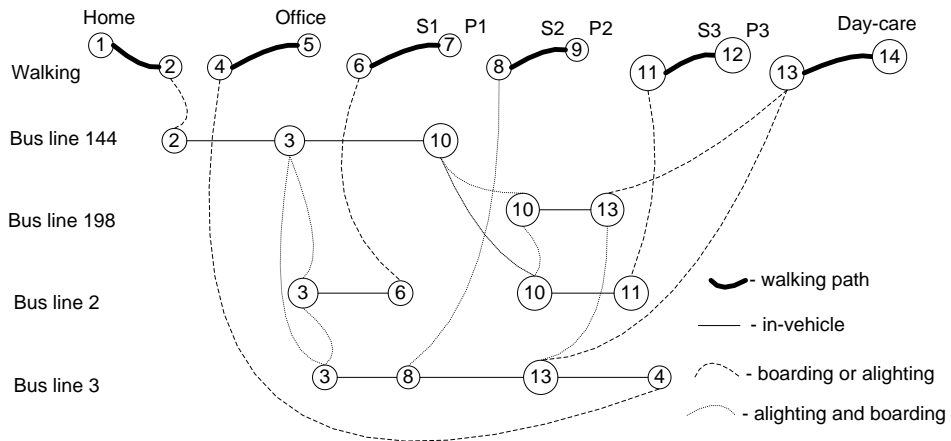 Home
Office
S1 P1
S2 P2
S3 P3
Day-care
1
5
7
9
12
14
Walking
2
4
6
8
11
13
Bus line 144
2
3
10
Bus line 198
10
13
Bus line 2
3
6
10
11
Bus line 3
3
8
13
4
- walking path
- in-vehicle
- boarding or alighting
- alighting and boarding